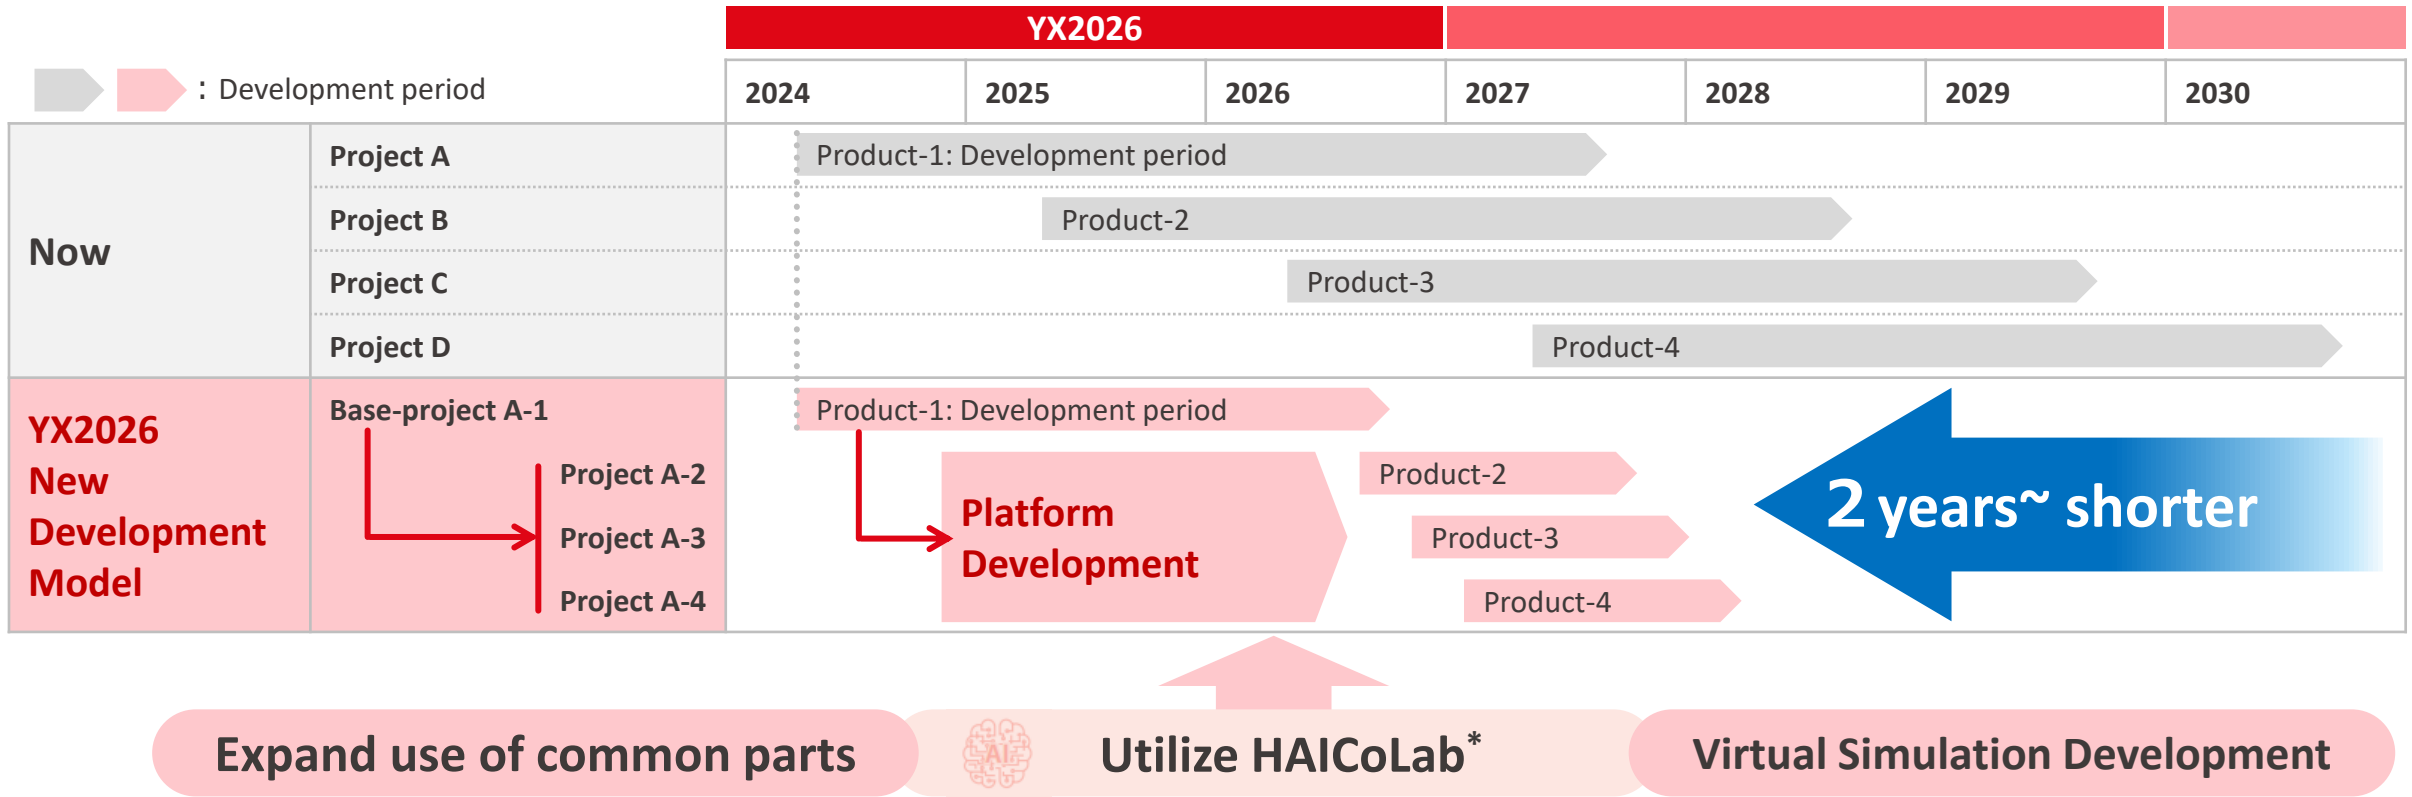 YX2026
: Development period
2024 2025 2026 2027 2028 2029 2030
Now
Project A
Product-1: Development period
Project B
Product-2
Project C
Product-3
Project D
Product-4
YX2026
New
Development
Model
Base-project A-1
Project A-2
Project A-3
Project A-4
Product-1: Development period
Platform
Development
Product-2
Product-3
Product-4
2 years~ shorter
Expand use of common parts
AI
Utilize HAICoLab*
Virtual Simulation Development